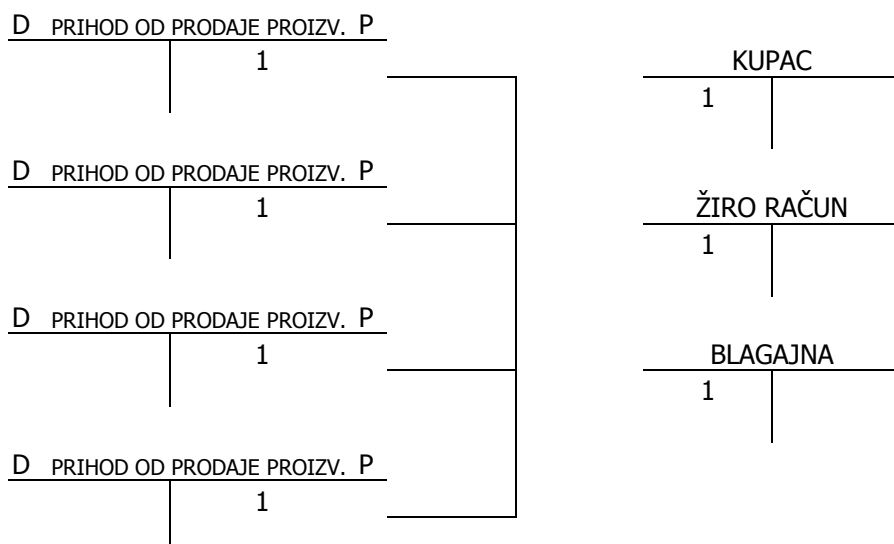 D PRIHOD OD PRODAJE PROIZV. P
1
D PRIHOD OD PRODAJE PROIZV. P
1
D PRIHOD OD PRODAJE PROIZV. P
1
D PRIHOD OD PRODAJE PROIZV. P
1
KUPAC
1
ŽIRO RAČUN
1
BLAGAJNA
1